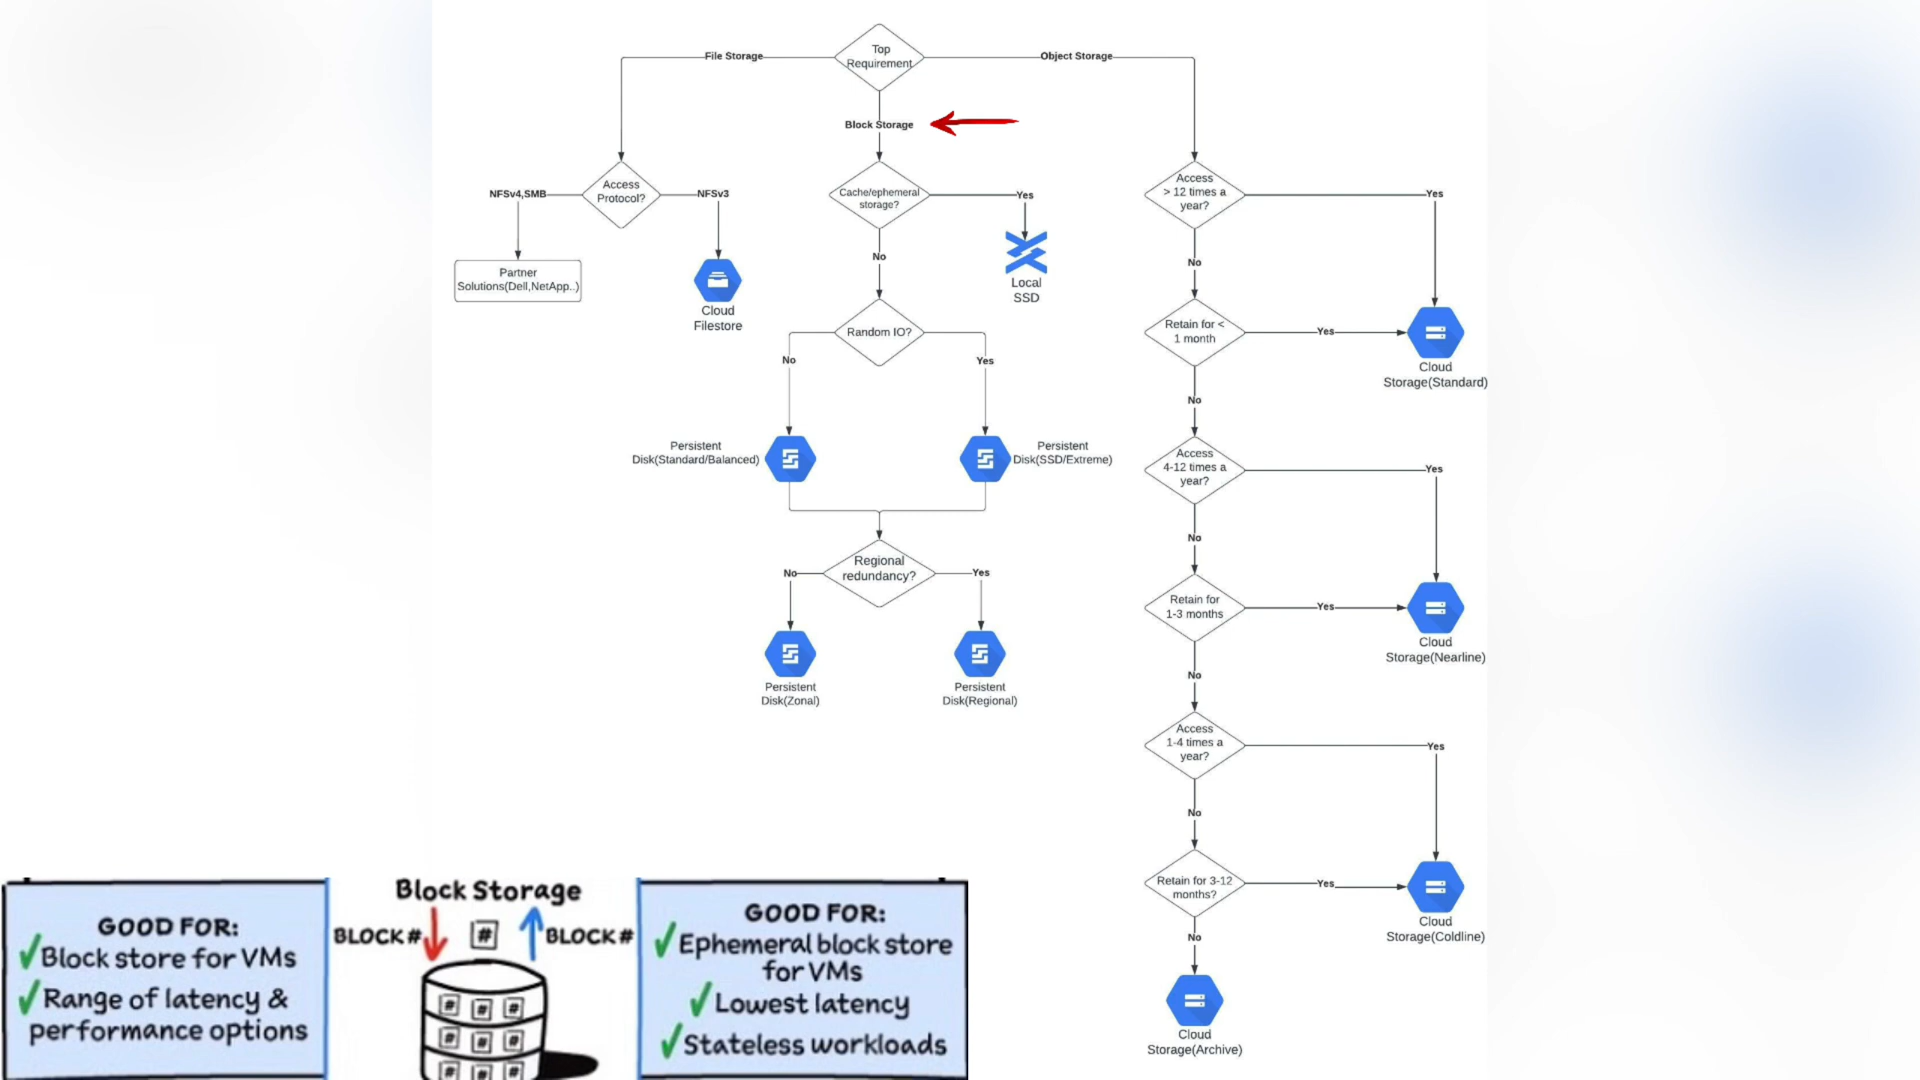 Top
Requirement
File Storage
Object Storage
Block Storage
Access
Protocol?
NFSv4,SMB
NFSv3
Partner
Solutions(Dell,NetApp..)
Cloud
Filestore
Cache/ephemeral
storage?
Yes
Local
SSD
No
Random IO?
No
Yes
Persistent
Disk(Standard/Balanced)
Persistent
Disk(SSD/Extreme)
Regional
redundancy?
No
Yes
Persistent
Disk(Zonal)
Persistent
Disk(Regional)
Access
> 12 times a
year?
Yes
No
Retain for <
1 month
Yes
Cloud
Storage(Standard)
No
Access
4-12 times a
year?
Yes
No
Retain for
1-3 months
Yes
Cloud
Storage(Nearline)
No
Access
1-4 times a
year?
Yes
No
Retain for 3-12
months?
Yes
Cloud
Storage(Coldline)
No
Cloud
Storage(Archive)
GOOD FOR:
Block store for VMs
Range of latency &
performance options
Block Storage
BLOCK#
#
BLOCK#
# # #
# # #
# # #
GOOD FOR:
Ephemeral block store
for VMs
Lowest latency
Stateless workloads